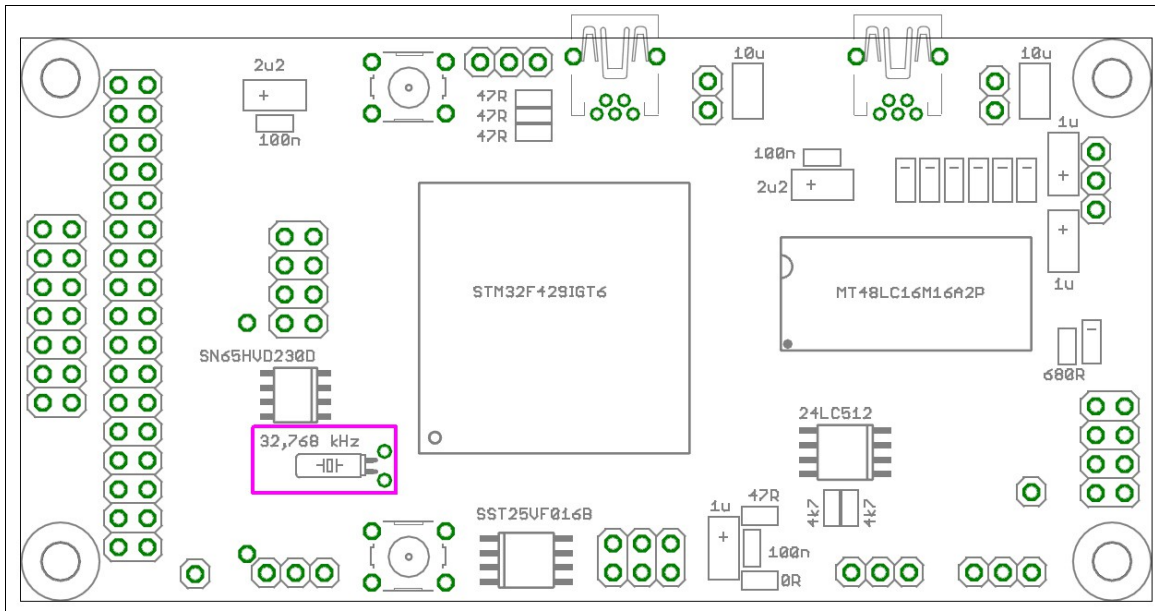 10u
10u
2u2
+
47R
47R
47R
100n
1u
100n
2u2
+
+
+
1u
STM32F429IGT6
MT48LC16M16A2P
SN65HVD230D
680R
32,768 kHz
24LC512
4k7
4k7
47R
1u
SST25VF016B
+
100n
0R